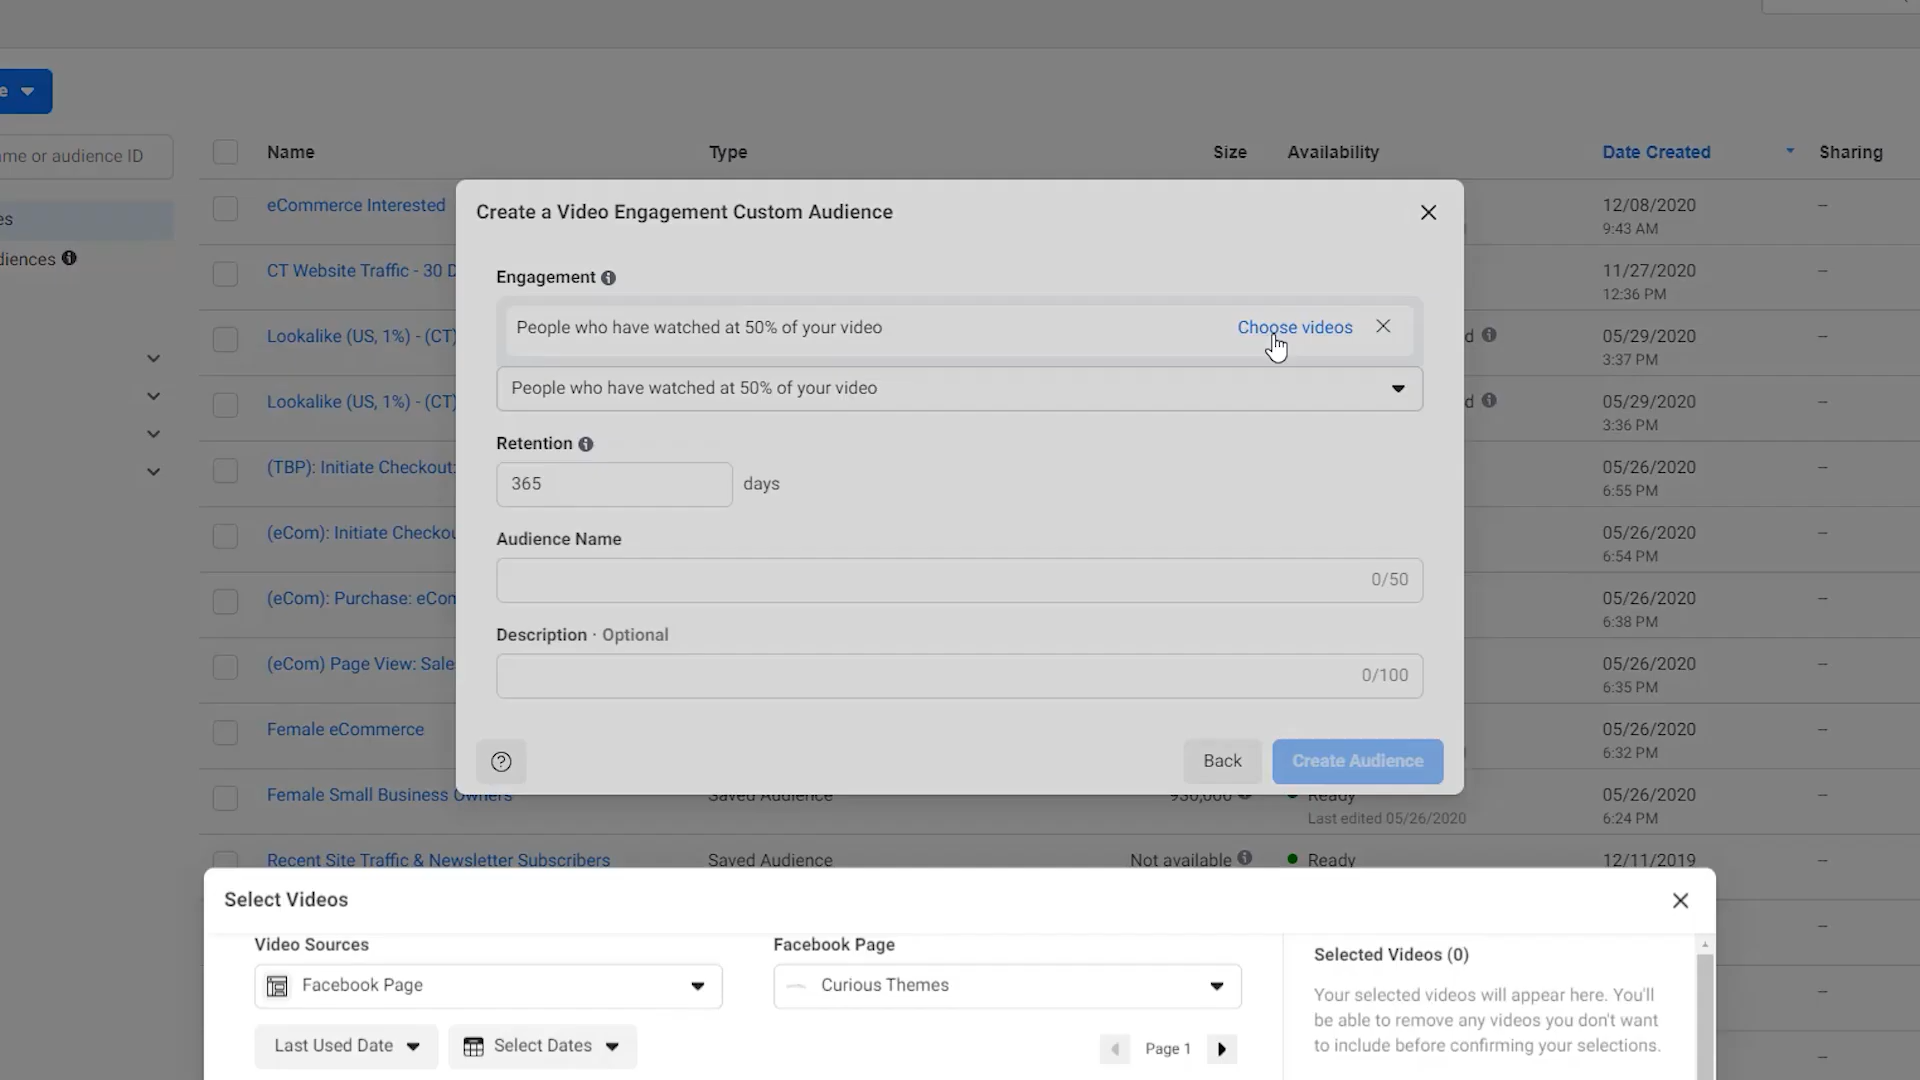 e
me or audience ID
es
diences
Name Type Size Availability Date Created Sharing
eCommerce Interested 12/08/2020 –
9:43 AM
CT Website Traffic - 30 D 11/27/2020 –
12:36 PM
Lookalike (US, 1%) - (CT) d 05/29/2020 –
3:37 PM
Lookalike (US, 1%) - (CT) d 05/29/2020 –
3:36 PM
(TBP): Initiate Checkout: 05/26/2020 –
6:55 PM
(eCom): Initiate Checkou 05/26/2020 –
6:54 PM
(eCom): Purchase: eCom 05/26/2020 –
6:38 PM
(eCom) Page View: Sale 05/26/2020 –
6:35 PM
Female eCommerce 05/26/2020 –
6:32 PM
Female Small Business Owners Saved Audience 930,000 Ready 05/26/2020 –
Last edited 05/26/2020 6:24 PM
Recent Site Traffic & Newsletter Subscribers Saved Audience Not available Ready 12/11/2019 –
Create a Video Engagement Custom Audience
Engagement
People who have watched at 50% of your video Choose videos
People who have watched at 50% of your video
Retention
365 days
Audience Name
0/50
Description · Optional
0/100
Back Create Audience
Select Videos
Video Sources Facebook Page
Facebook Page Curious Themes
Last Used Date Select Dates Page 1
Selected Videos (0)
Your selected videos will appear here. You'll
be able to remove any videos you don't want
to include before confirming your selections.